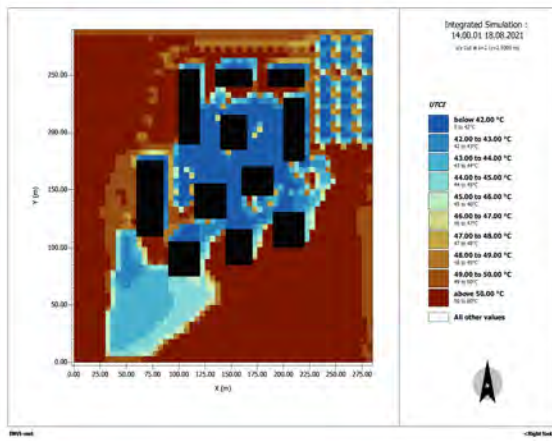 Integrated Simulation :
14.00.01 18.08.2021
UTCI
below 42.00 °C
42.00 to 43.00 °C
43.00 to 44.00 °C
44.00 to 45.00 °C
45.00 to 46.00 °C
46.00 to 47.00 °C
47.00 to 48.00 °C
48.00 to 49.00 °C
49.00 to 50.00 °C
above 50.00 °C
All other values
Y (m)
250.00
200.00
150.00
100.00
50.00
0.00
0.00 25.00 50.00 75.00 100.00 125.00 150.00 175.00 200.00 225.00 250.00 275.00
X (m)
N
ENVI-met